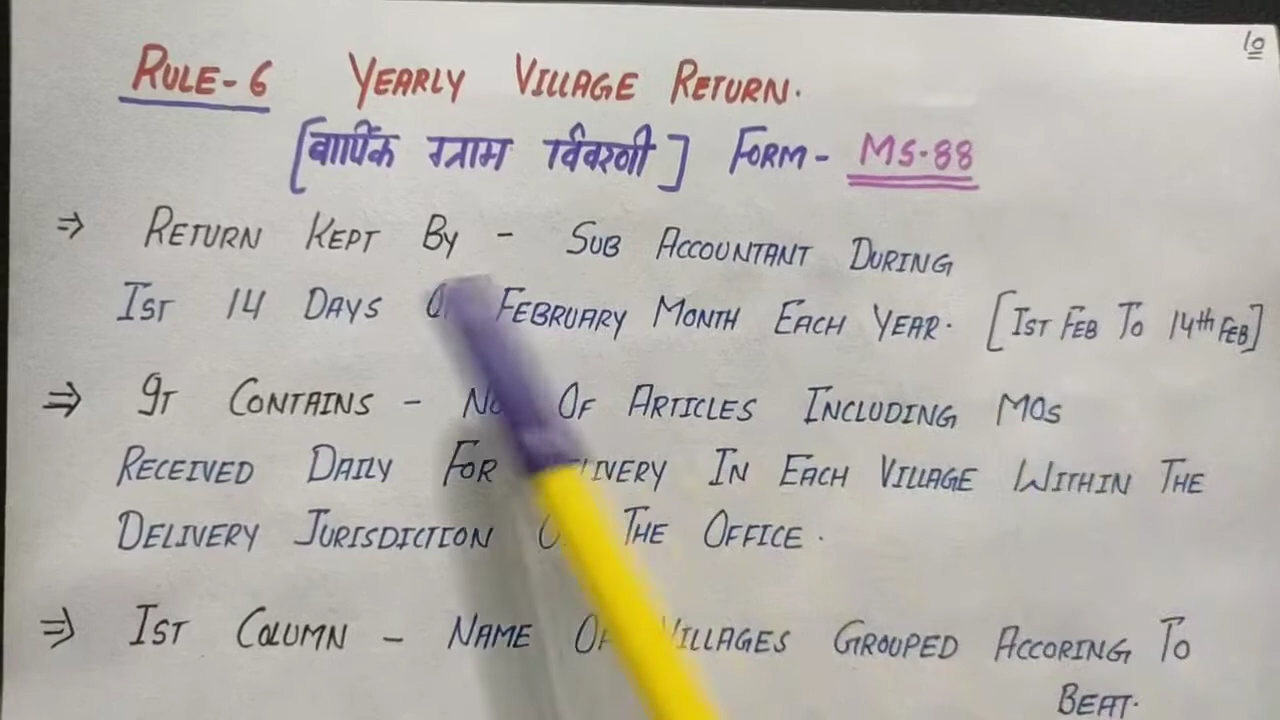 10
RULE-6 YEARLY VILLAGE RETURN.
[वार्षिक ग्राम विवरणी] FORM- MS-88
⇒ RETURN KEPT BY - SUB ACCOUNTANT DURING
IST 14 DAYS FEBRUARY MONTH EACH YEAR. [IST FEB TO 14th FEB]
⇒ IT CONTAINS - OF ARTICLES INCLUDING MOS
RECEIVED DAILY FOR IN EACH VILLAGE WITHIN THE
DELIVERY JURISDICTION THE OFFICE.
⇒ IST COLUMN - NAME GROUPED ACCORING TO
BEAT.